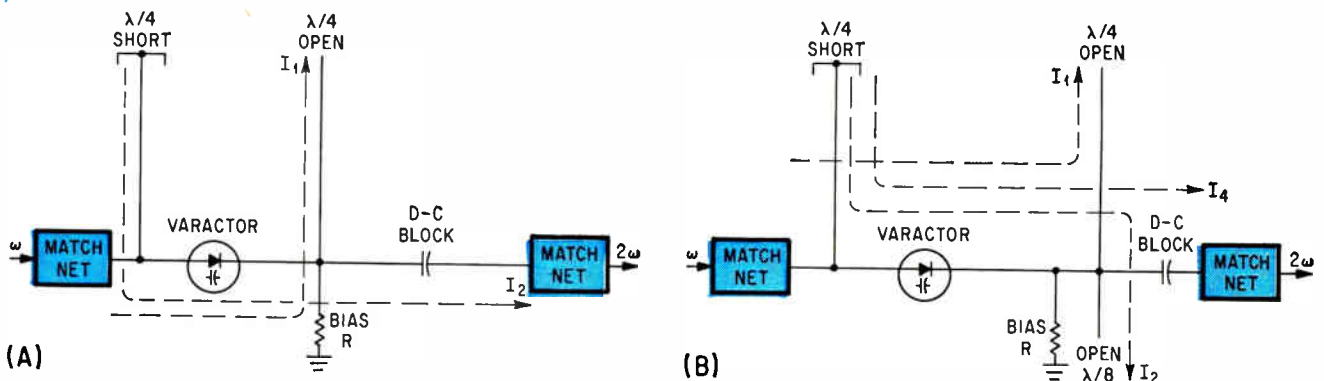 λ/4
SHORT
λ/4
OPEN
I₁
ω
MATCH
NET
VARACTOR
D-C
BLOCK
MATCH
NET
2ω
I₂
BIAS
R
(A)
λ/4
SHORT
λ/4
OPEN
I₁
I₄
ω
MATCH
NET
VARACTOR
D-C
BLOCK
MATCH
NET
2ω
BIAS
R
OPEN
λ/8
I₂
(B)